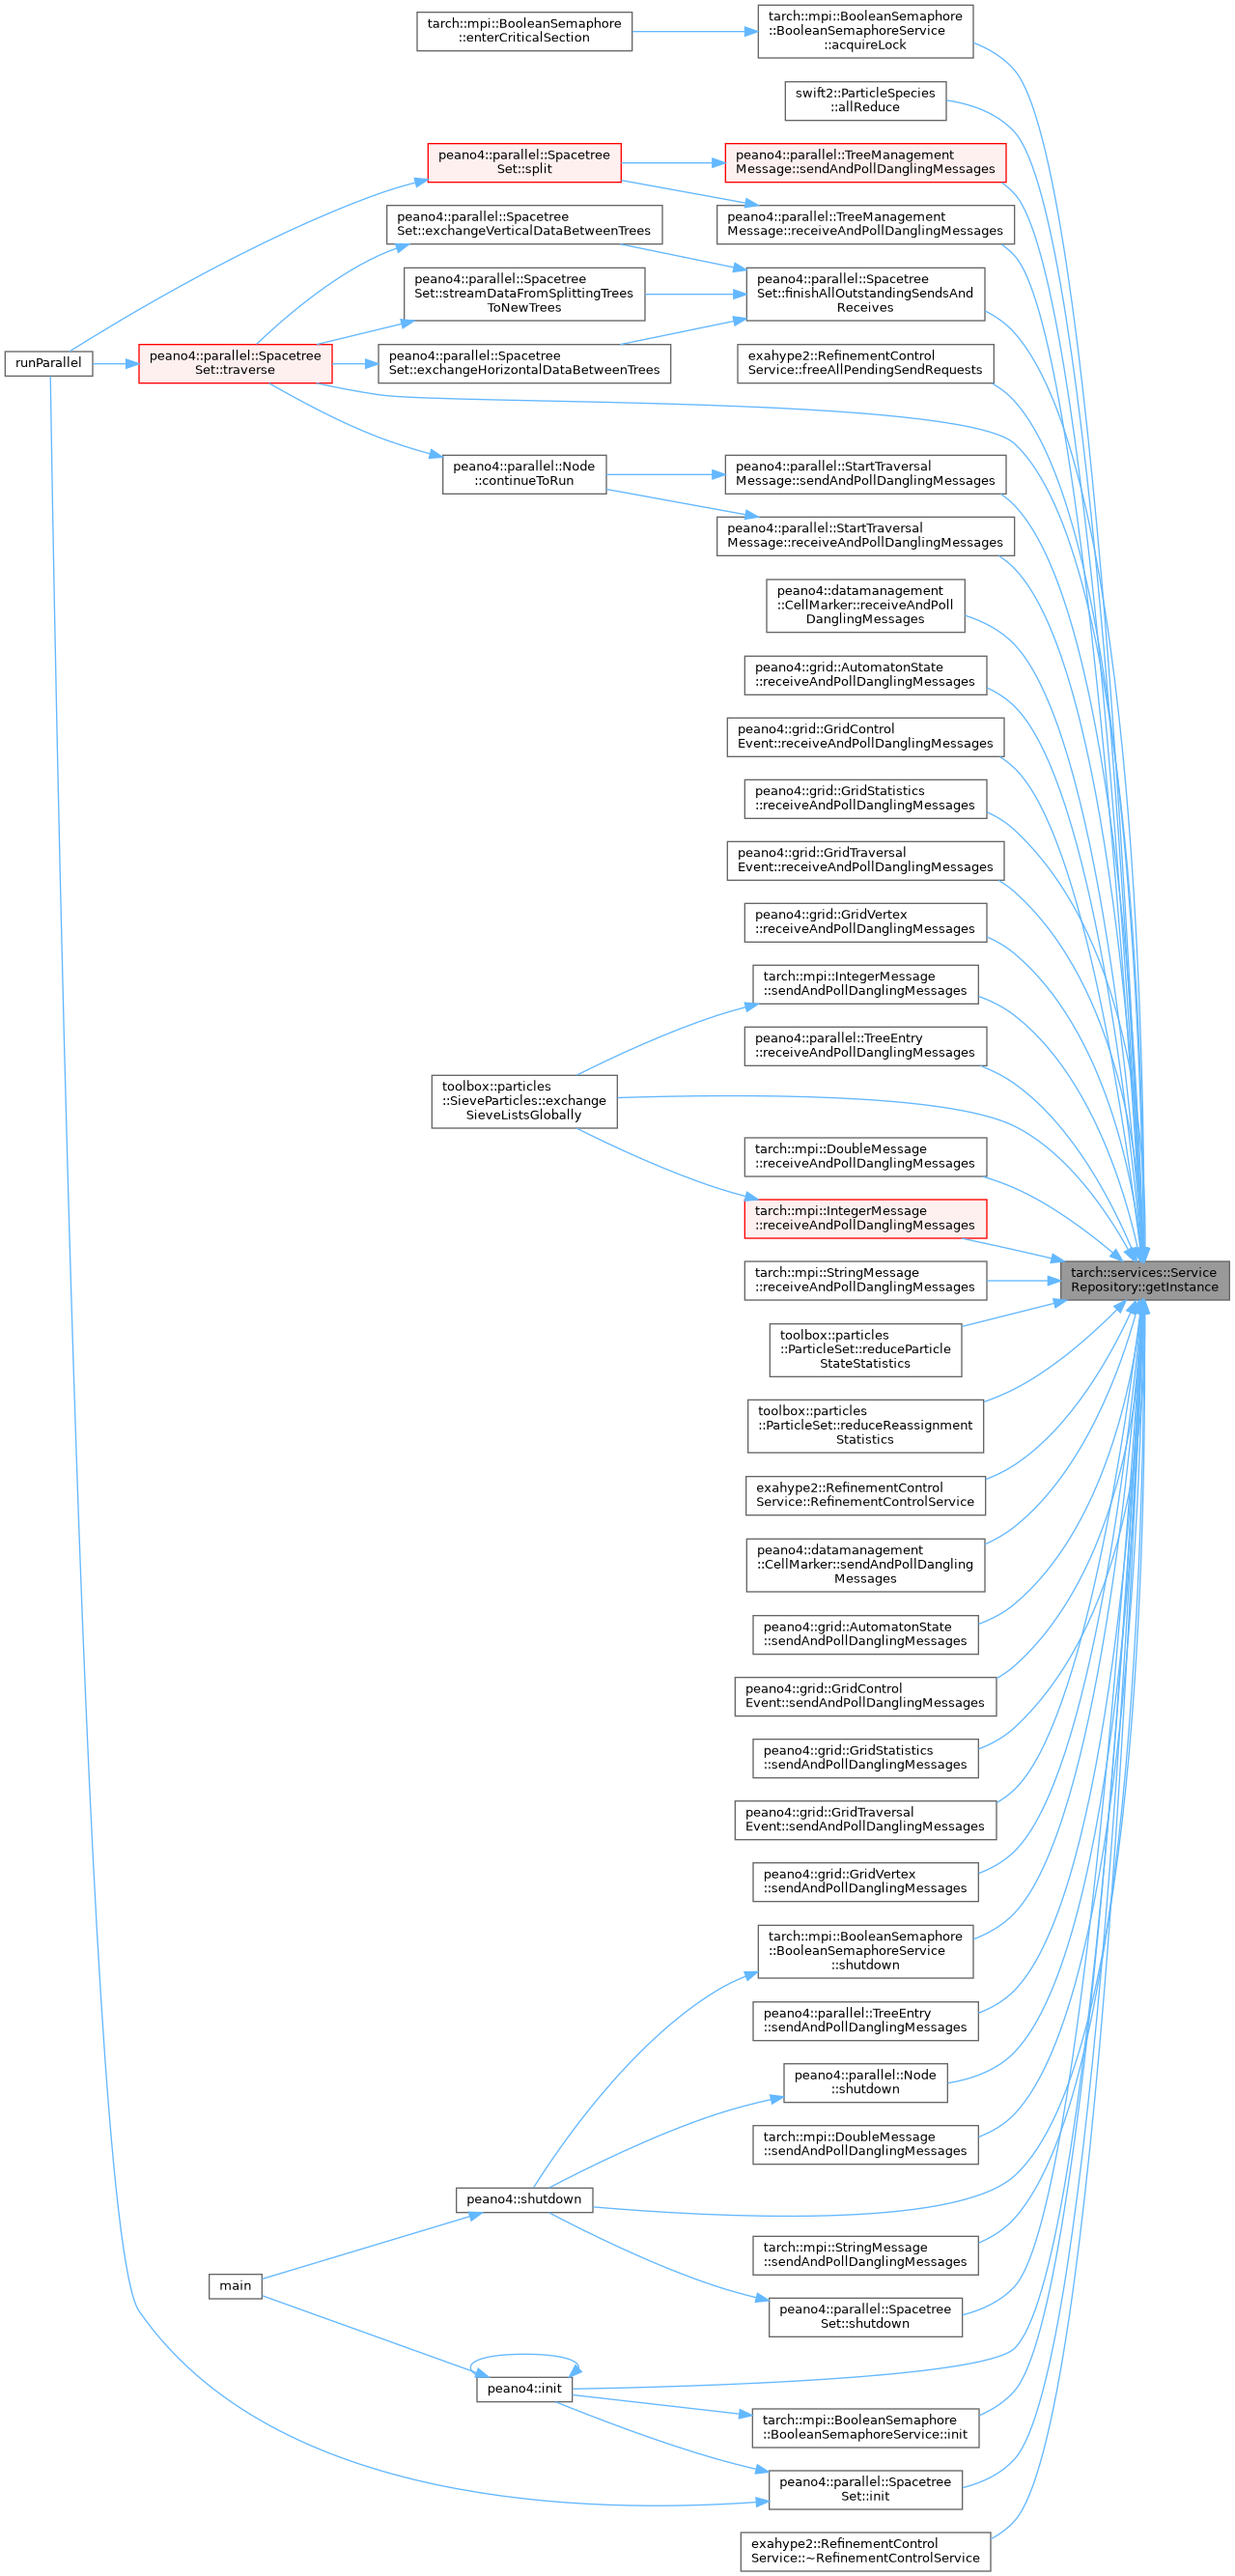 tarch::mpi::BooleanSemaphore
::enterCriticalSection
tarch::mpi::BooleanSemaphore
::BooleanSemaphoreService
::acquireLock
swift2::ParticleSpecies
::allReduce
peano4::parallel::Spacetree
Set::split
peano4::parallel::TreeManagement
Message::sendAndPollDanglingMessages
peano4::parallel::Spacetree
Set::exchangeVerticalDataBetweenTrees
peano4::parallel::TreeManagement
Message::receiveAndPollDanglingMessages
peano4::parallel::Spacetree
Set::streamDataFromSplittingTrees
ToNewTrees
peano4::parallel::Spacetree
Set::finishAllOutstandingSendsAnd
Receives
runParallel
peano4::parallel::Spacetree
Set::traverse
peano4::parallel::Spacetree
Set::exchangeHorizontalDataBetweenTrees
exahype2::RefinementControl
Service::freeAllPendingSendRequests
peano4::parallel::Node
::continueToRun
peano4::parallel::StartTraversal
Message::sendAndPollDanglingMessages
peano4::parallel::StartTraversal
Message::receiveAndPollDanglingMessages
peano4::datamanagement
::CellMarker::receiveAndPoll
DanglingMessages
peano4::grid::AutomatonState
::receiveAndPollDanglingMessages
peano4::grid::GridControl
Event::receiveAndPollDanglingMessages
peano4::grid::GridStatistics
::receiveAndPollDanglingMessages
peano4::grid::GridTraversal
Event::receiveAndPollDanglingMessages
peano4::grid::GridVertex
::receiveAndPollDanglingMessages
tarch::mpi::IntegerMessage
::sendAndPollDanglingMessages
peano4::parallel::TreeEntry
::receiveAndPollDanglingMessages
toolbox::particles
::SieveParticles::exchange
SieveListsGlobally
tarch::mpi::DoubleMessage
::receiveAndPollDanglingMessages
tarch::mpi::IntegerMessage
::receiveAndPollDanglingMessages
tarch::services::Service
Repository::getInstance
tarch::mpi::StringMessage
::receiveAndPollDanglingMessages
toolbox::particles
::ParticleSet::reduceParticle
StateStatistics
toolbox::particles
::ParticleSet::reduceReassignment
Statistics
exahype2::RefinementControl
Service::RefinementControlService
peano4::datamanagement
::CellMarker::sendAndPollDangling
Messages
peano4::grid::AutomatonState
::sendAndPollDanglingMessages
peano4::grid::GridControl
Event::sendAndPollDanglingMessages
peano4::grid::GridStatistics
::sendAndPollDanglingMessages
peano4::grid::GridTraversal
Event::sendAndPollDanglingMessages
peano4::grid::GridVertex
::sendAndPollDanglingMessages
tarch::mpi::BooleanSemaphore
::BooleanSemaphoreService
::shutdown
peano4::parallel::TreeEntry
::sendAndPollDanglingMessages
peano4::parallel::Node
::shutdown
tarch::mpi::DoubleMessage
::sendAndPollDanglingMessages
peano4::shutdown
tarch::mpi::StringMessage
::sendAndPollDanglingMessages
main
peano4::parallel::Spacetree
Set::shutdown
peano4::init
tarch::mpi::BooleanSemaphore
::BooleanSemaphoreService::init
peano4::parallel::Spacetree
Set::init
exahype2::RefinementControl
Service::~RefinementControlService